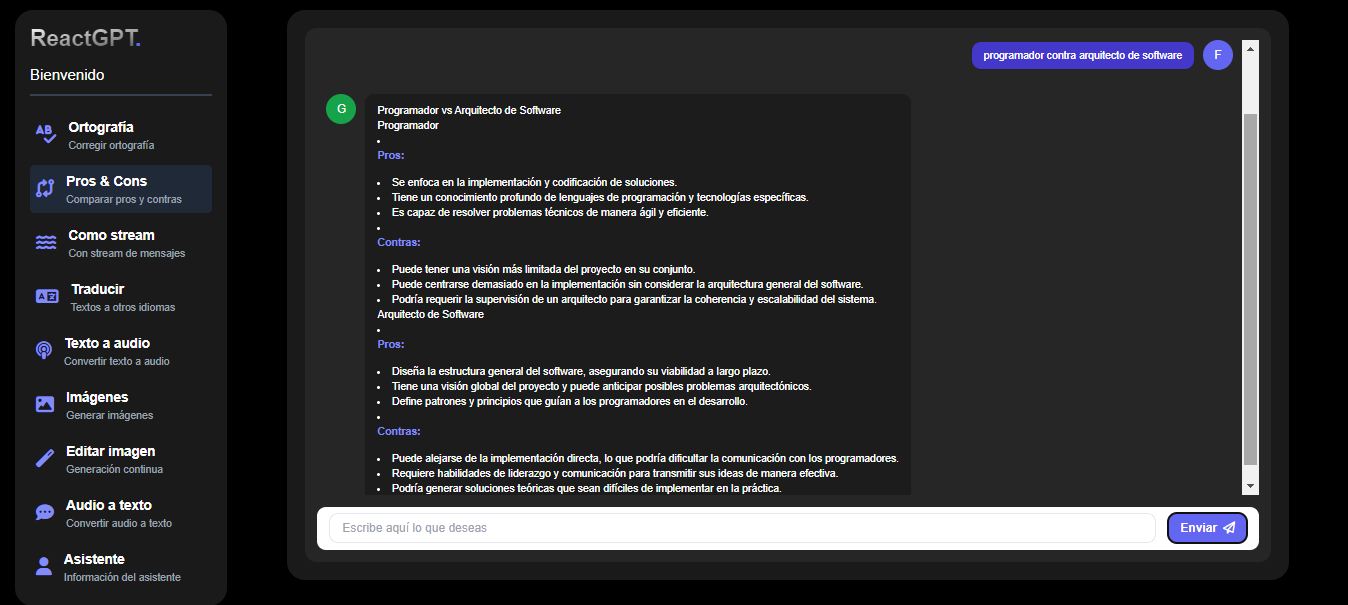 ReactGPT.
Bienvenido
Ortografía
Corregir ortografía
Pros & Cons
Comparar pros y contras
Como stream
Con stream de mensajes
Traducir
Textos a otros idiomas
Texto a audio
Convertir texto a audio
Imágenes
Generar imágenes
Editar imagen
Generación continua
Audio a texto
Convertir audio a texto
Asistente
Información del asistente
programador contra arquitecto de software
F
G
Programador vs Arquitecto de Software
Programador
•
Pros:
• Se enfoca en la implementación y codificación de soluciones.
• Tiene un conocimiento profundo de lenguajes de programación y tecnologías específicas.
• Es capaz de resolver problemas técnicos de manera ágil y eficiente.
•
Contras:
• Puede tener una visión más limitada del proyecto en su conjunto.
• Puede centrarse demasiado en la implementación sin considerar la arquitectura general del software.
• Podría requerir la supervisión de un arquitecto para garantizar la coherencia y escalabilidad del sistema.
Arquitecto de Software
•
Pros:
• Diseña la estructura general del software, asegurando su viabilidad a largo plazo.
• Tiene una visión global del proyecto y puede anticipar posibles problemas arquitectónicos.
• Define patrones y principios que guían a los programadores en el desarrollo.
•
Contras:
• Puede alejarse de la implementación directa, lo que podría dificultar la comunicación con los programadores.
• Requiere habilidades de liderazgo y comunicación para transmitir sus ideas de manera efectiva.
• Podría generar soluciones teóricas que sean difíciles de implementar en la práctica.
Escribe aquí lo que deseas
Enviar